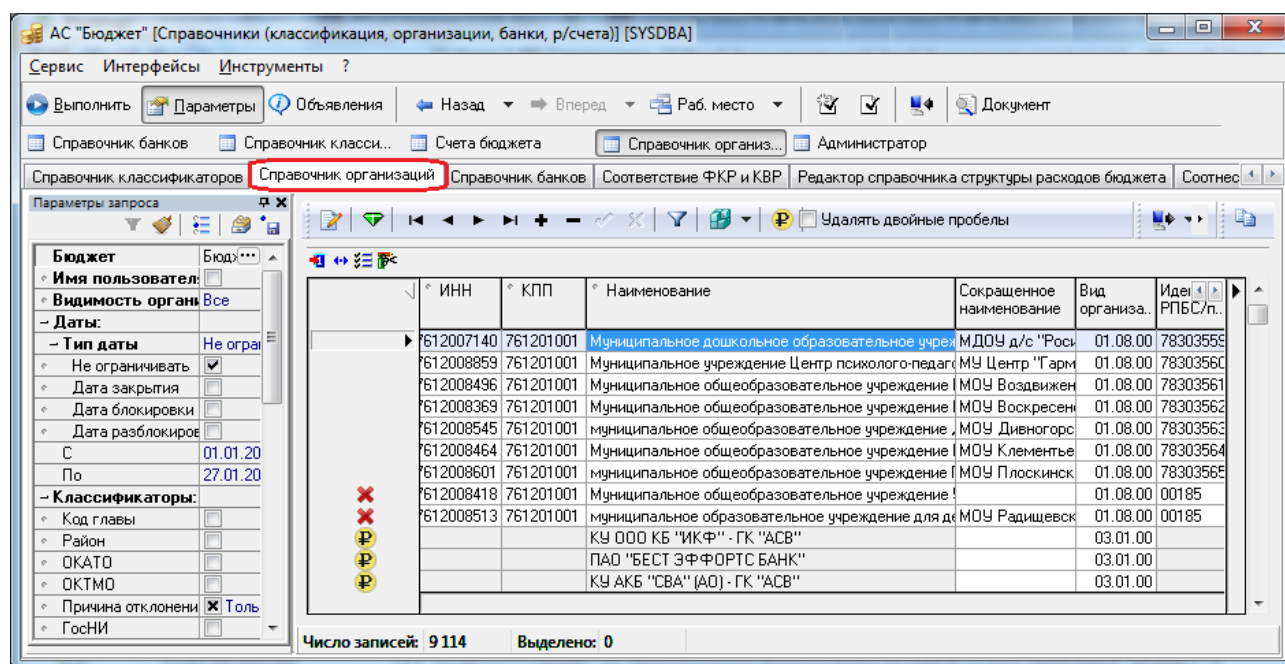 АС "Бюджет" [Справочники (классификация, организации, банки, р/счета)] [SYSDBA]
Сервис Интерфейсы Инструменты ?
Выполнить Параметры Объявления Назад Вперед Раб. место Документ
Справочник банков Справочник класси... Счета бюджета Справочник организ... Администратор
Справочник классификаторов Справочник организаций Справочник банков Соответствие ФКР и КВР Редактор справочника структуры расходов бюджета Соотнес
Параметры запроса
Удалять двойные пробелы
Бюджет Бюдж ...
Имя пользовател
Видимость органи Все
Даты:
Тип даты Не огра
Не ограничивать
Дата закрытия
Дата блокировки
Дата разблокиров
С 01.01.20
По 27.01.20
Классификаторы:
Код главы
Район
ОКАТО
ОКТМО
Причина отклонени Толь
ГосНИ
ИНН КПП Наименование Сокращенное наименование Вид организа.. Иден РПБС/п..
7612007140 761201001 Муниципальное дошкольное образовательное учреж МДОУ д/с "Роси 01.08.00 78303559
7612008859 761201001 Муниципальное учреждение Центр психолого-педаго МУ Центр "Гарм 01.08.00 78303560
7612008496 761201001 Муниципальное общеобразовательное учреждение МОУ Воздвижен 01.08.00 78303561
7612008369 761201001 Муниципальное общеобразовательное учреждение МОУ Воскресен 01.08.00 78303562
7612008545 761201001 муниципальное общеобразовательное учреждение МОУ Дивногорс 01.08.00 78303563
7612008464 761201001 Муниципальное общеобразовательное учреждение МОУ Клементье 01.08.00 78303564
7612008601 761201001 муниципальное общеобразовательное учреждение МОУ Плоскинск 01.08.00 78303565
7612008418 761201001 Муниципальное общеобразовательное учреждение 01.08.00 00185
7612008513 761201001 муниципальное образовательное учреждение для де МОУ Радищевск 01.08.00 00185
КУ ООО КБ "ИКФ" - ГК "АСВ" 03.01.00
ПАО "БЕСТ ЭФФОРТС БАНК" 03.01.00
КУ АКБ "СВА" (АО) - ГК "АСВ" 03.01.00
Число записей: 9 114 Выделено: 0